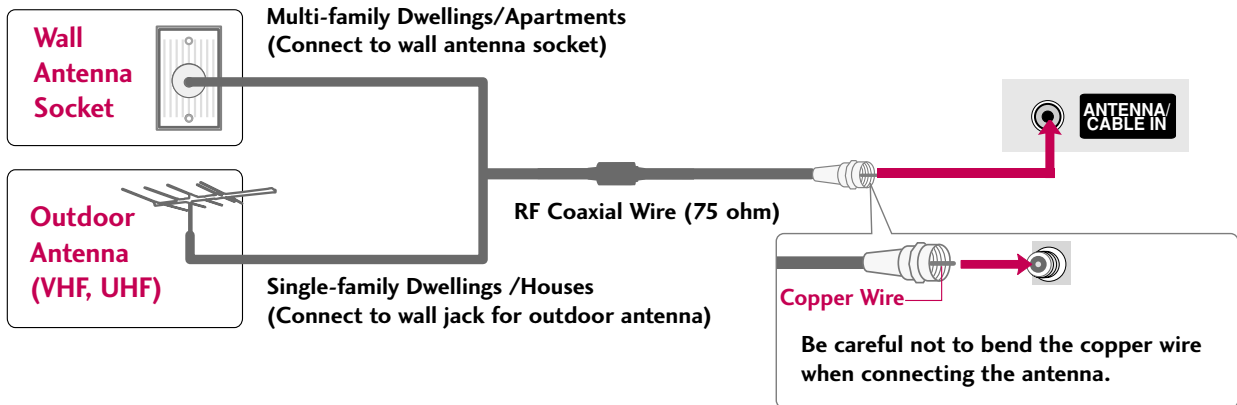 Wall
Antenna
Socket
Multi-family Dwellings/Apartments
(Connect to wall antenna socket)
ANTENNA/
CABLE IN
Outdoor
Antenna
(VHF, UHF)
RF Coaxial Wire (75 ohm)
Single-family Dwellings /Houses
(Connect to wall jack for outdoor antenna)
Copper Wire
Be careful not to bend the copper wire
when connecting the antenna.